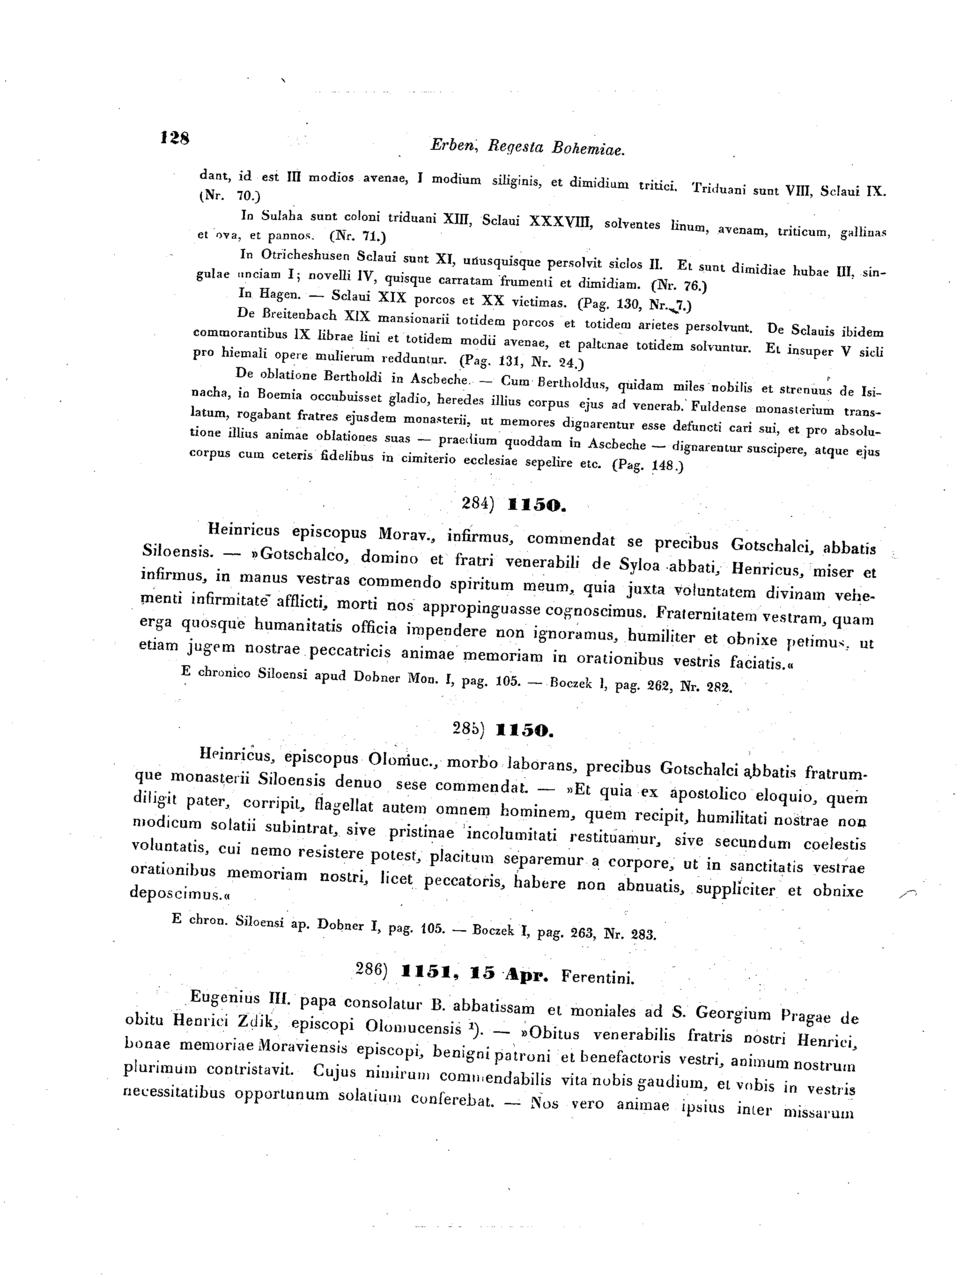 128
Erben, Regesta Bohemiae.
dant, id est III modios avenae, I modium siliginis, et dimidium tritici. Triduani sunt VIII, Sclaui IX.
(Nr. 70.)
In Sulaha sunt coloni triduani XIII, Sclaui XXXVIII, solventes linum, avenam, triticum, gallinas
et ova, et pannos. (Nr. 71.)
In Otricheshusen Sclaui sunt XI, unusquisque persolvit siclos II. Et sunt dimidiae hubae III, sin-
gulae unciam I; novelli IV, quisque carratam frumenti et dimidiam. (Nr. 76.)
In Hagen. — Sclaui XIX porcos et XX victimas. (Pag. 130, Nr. 7.)
De Breitenbach XIX mansionarii totidem porcos et totidem arietes persolvunt. De Sclauis ibidem
commorantibus IX librae lini et totidem modii avenae, et paltenae totidem solvuntur. Et insuper V sicli
pro hiemali opere mulierum redduntur. (Pag. 131, Nr. 24.)
De oblatione Bertholdi in Ascbeche. — Cum Bertholdus, quidam miles nobilis et strenuus de Isi-
nacha, in Boemia occubuisset gladio, heredes illius corpus ejus ad venerab. Fuldense monasterium trans-
latum, rogabant fratres ejusdem monasterii, ut memores dignarentur esse defuncti cari sui, et pro absolu-
tione illius animae oblationes suas — praedium quoddam in Ascbeche — dignarentur suscipere, atque ejus
corpus cum ceteris fidelibus in cimiterio ecclesiae sepelire etc. (Pag. 148.)
284) 1150.
Heinricus episcopus Morav., infirmus, commendat se precibus Gotschalci, abbatis
Siloensis. — »Gotschalco, domino et fratri venerabili de Syloa abbati, Henricus, miser et
infirmus, in manus vestras commendo spiritum meum, quia juxta voluntatem divinam vehe-
menti infirmitate afflicti, morti nos appropinguasse cognoscimus. Fraternitatem vestram, quam
erga quosque humanitatis officia impendere non ignoramus, humiliter et obnixe petimus, ut
etiam jugem nostrae peccatricis animae memoriam in orationibus vestris faciatis.«
E chronico Siloensi apud Dobner Mon. I, pag. 105. — Boczek I, pag. 262, Nr. 282.
285) 1150.
Heinricus, episcopus Olomuc., morbo laborans, precibus Gotschalci abbatis fratrum-
que monasterii Siloensis denuo sese commendat. — »Et quia ex apostolico eloquio, quem
diligit pater, corripit, flagellat autem omnem hominem, quem recipit, humilitati nostrae non
modicum solatii subintrat, sive pristinae incolumitati restituamur, sive secundum coelestis
voluntatis, cui nemo resistere potest, placitum separemur a corpore, ut in sanctitatis vestrae
orationibus memoriam nostri, licet peccatoris, habere non abnuatis, suppliciter et obnixe
deposcimus.«
E chron. Siloensi ap. Dobner I, pag. 105. — Boczek I, pag. 263, Nr. 283.
286) 1151, 15 Apr. Ferentini.
Eugenius III. papa consolatur B. abbatissam et moniales ad S. Georgium Pragae de
obitu Henrici Zdik, episcopi Olomucensis ¹). — »Obitus venerabilis fratris nostri Henrici,
bonae memoriae Moraviensis episcopi, benigni patroni et benefactoris vestri, animum nostrum
plurimum contristavit. Cujus nimirum commendabilis vita nobis gaudium, et vobis in vestris
necessitatibus opportunum solatium conferebat. — Nos vero animae ipsius inter missarum